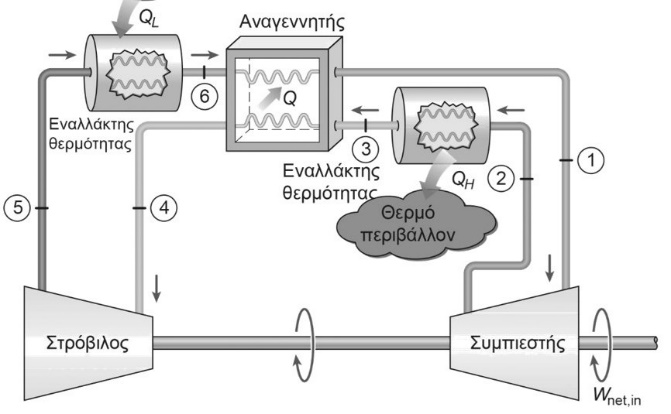 Q_L
Αναγεννητής
6
Q
Εναλλάκτης
θερμότητας
3
Εναλλάκτης
θερμότητας
Q_H
2
1
5
4
Θερμό
περιβάλλον
Στρόβιλος
Συμπιεστής
W_net,in